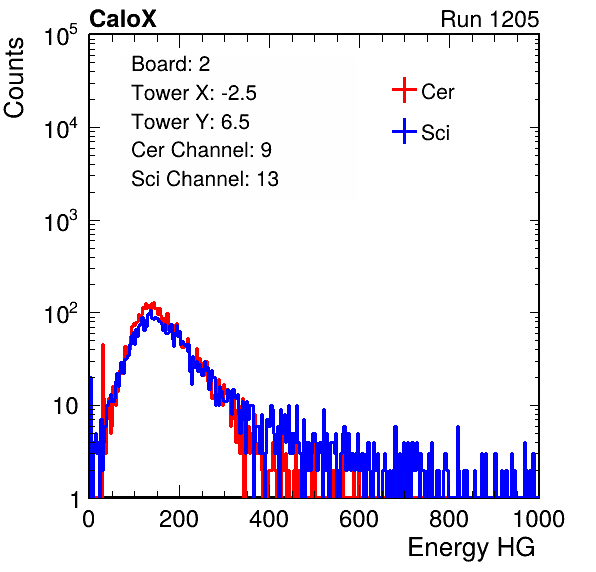 CaloX Run 1205
Counts
Board: 2
Tower X: -2.5
Tower Y: 6.5
Cer Channel: 9
Sci Channel: 13
Cer
Sci
10^5
10^4
10^3
10^2
10
1
0 200 400 600 800 1000
Energy HG